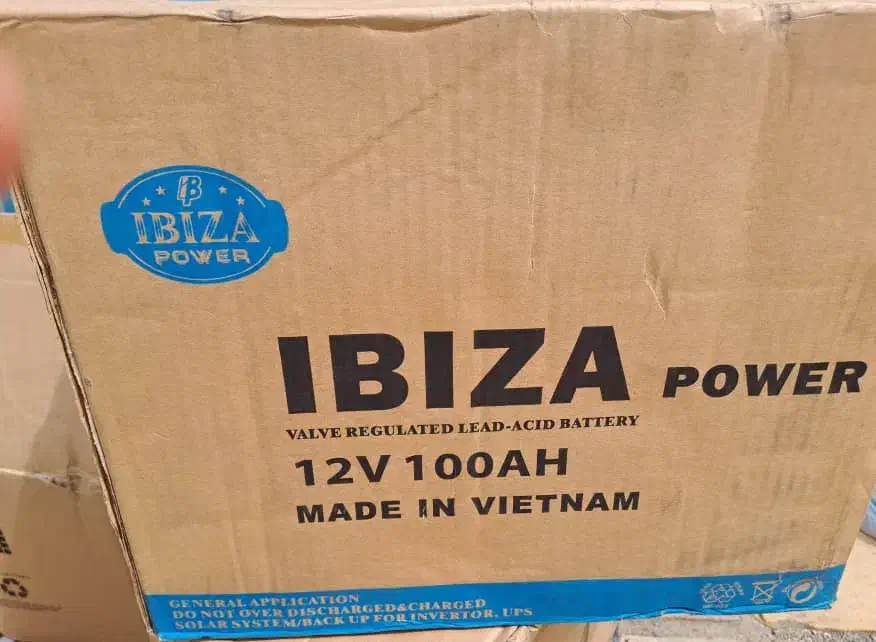 IBIZA
POWER
IBIZA POWER
VALVE REGULATED LEAD-ACID BATTERY
12V 100AH
MADE IN VIETNAM
GENERAL APPLICATION
DO NOT OVER DISCHARGED&CHARGED
SOLAR SYSTEM/BACK UP FOR INVERTOR, UPS